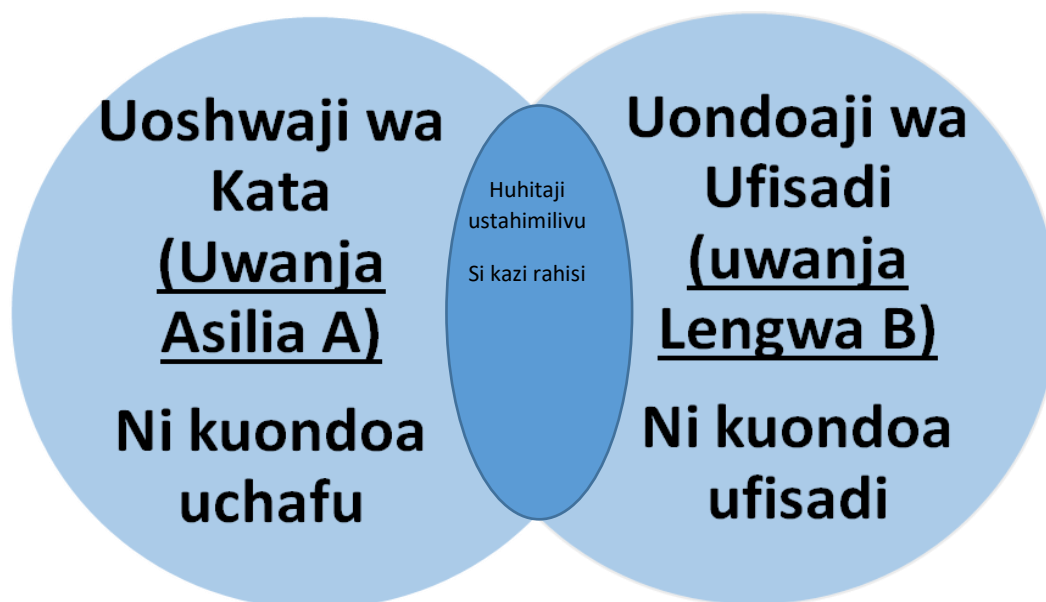 Uoshwaji wa
Kata
(Uwanja
Asilia A)
Ni kuondoa
uchafu
Huhitaji
ustahimilivu
Si kazi rahisi
Uondoaji wa
Ufisadi
(uwanja
Lengwa B)
Ni kuondoa
ufisadi